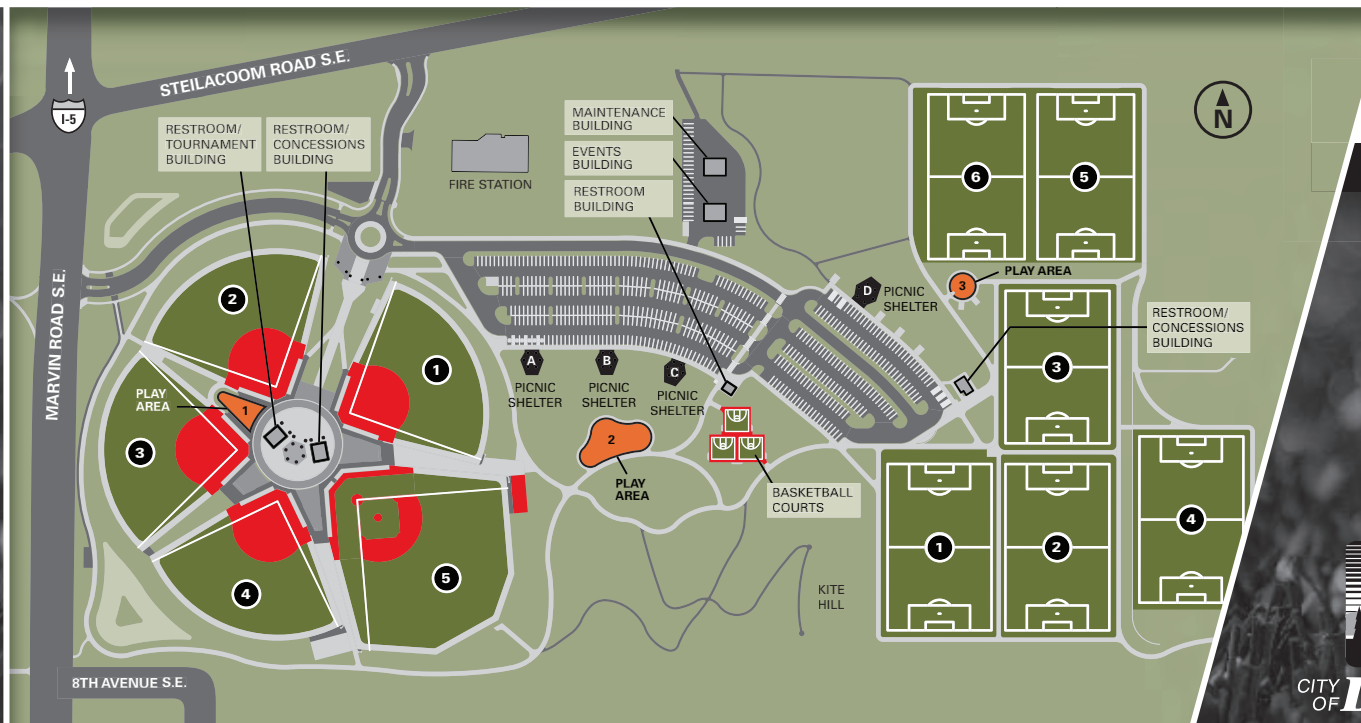 STEILACOOM ROAD S.E.
I-5
RESTROOM/
TOURNAMENT
BUILDING
RESTROOM/
CONCESSIONS
BUILDING
FIRE STATION
MAINTENANCE
BUILDING
EVENTS
BUILDING
RESTROOM
BUILDING
N
6
5
MARVIN ROAD S.E.
2
1
3
4
5
PLAY
AREA
1
A
PICNIC
SHELTER
B
PICNIC
SHELTER
C
PICNIC
SHELTER
D
PICNIC
SHELTER
3
PLAY AREA
RESTROOM/
CONCESSIONS
BUILDING
3
2
PLAY
AREA
BASKETBALL
COURTS
KITE
HILL
1
2
4
8TH AVENUE S.E.
CITY
OF